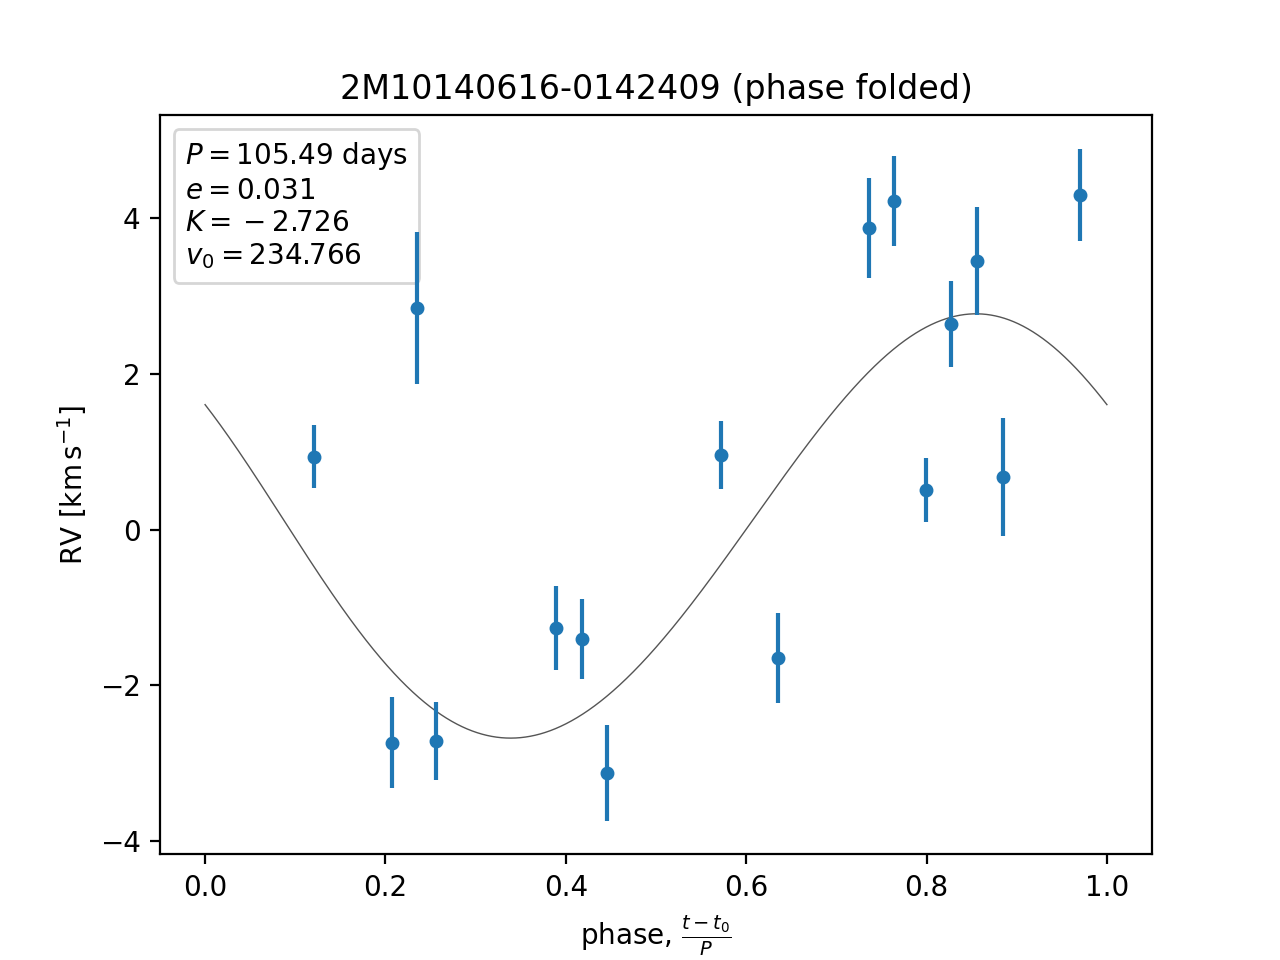 2M10140616-0142409 (phase folded)
P = 105.49 days
e = 0.031
K = −2.726
v₀ = 234.766
RV [km s⁻¹]
4
2
0
−2
−4
0.0 0.2 0.4 0.6 0.8 1.0
phase, (t − t₀)/P